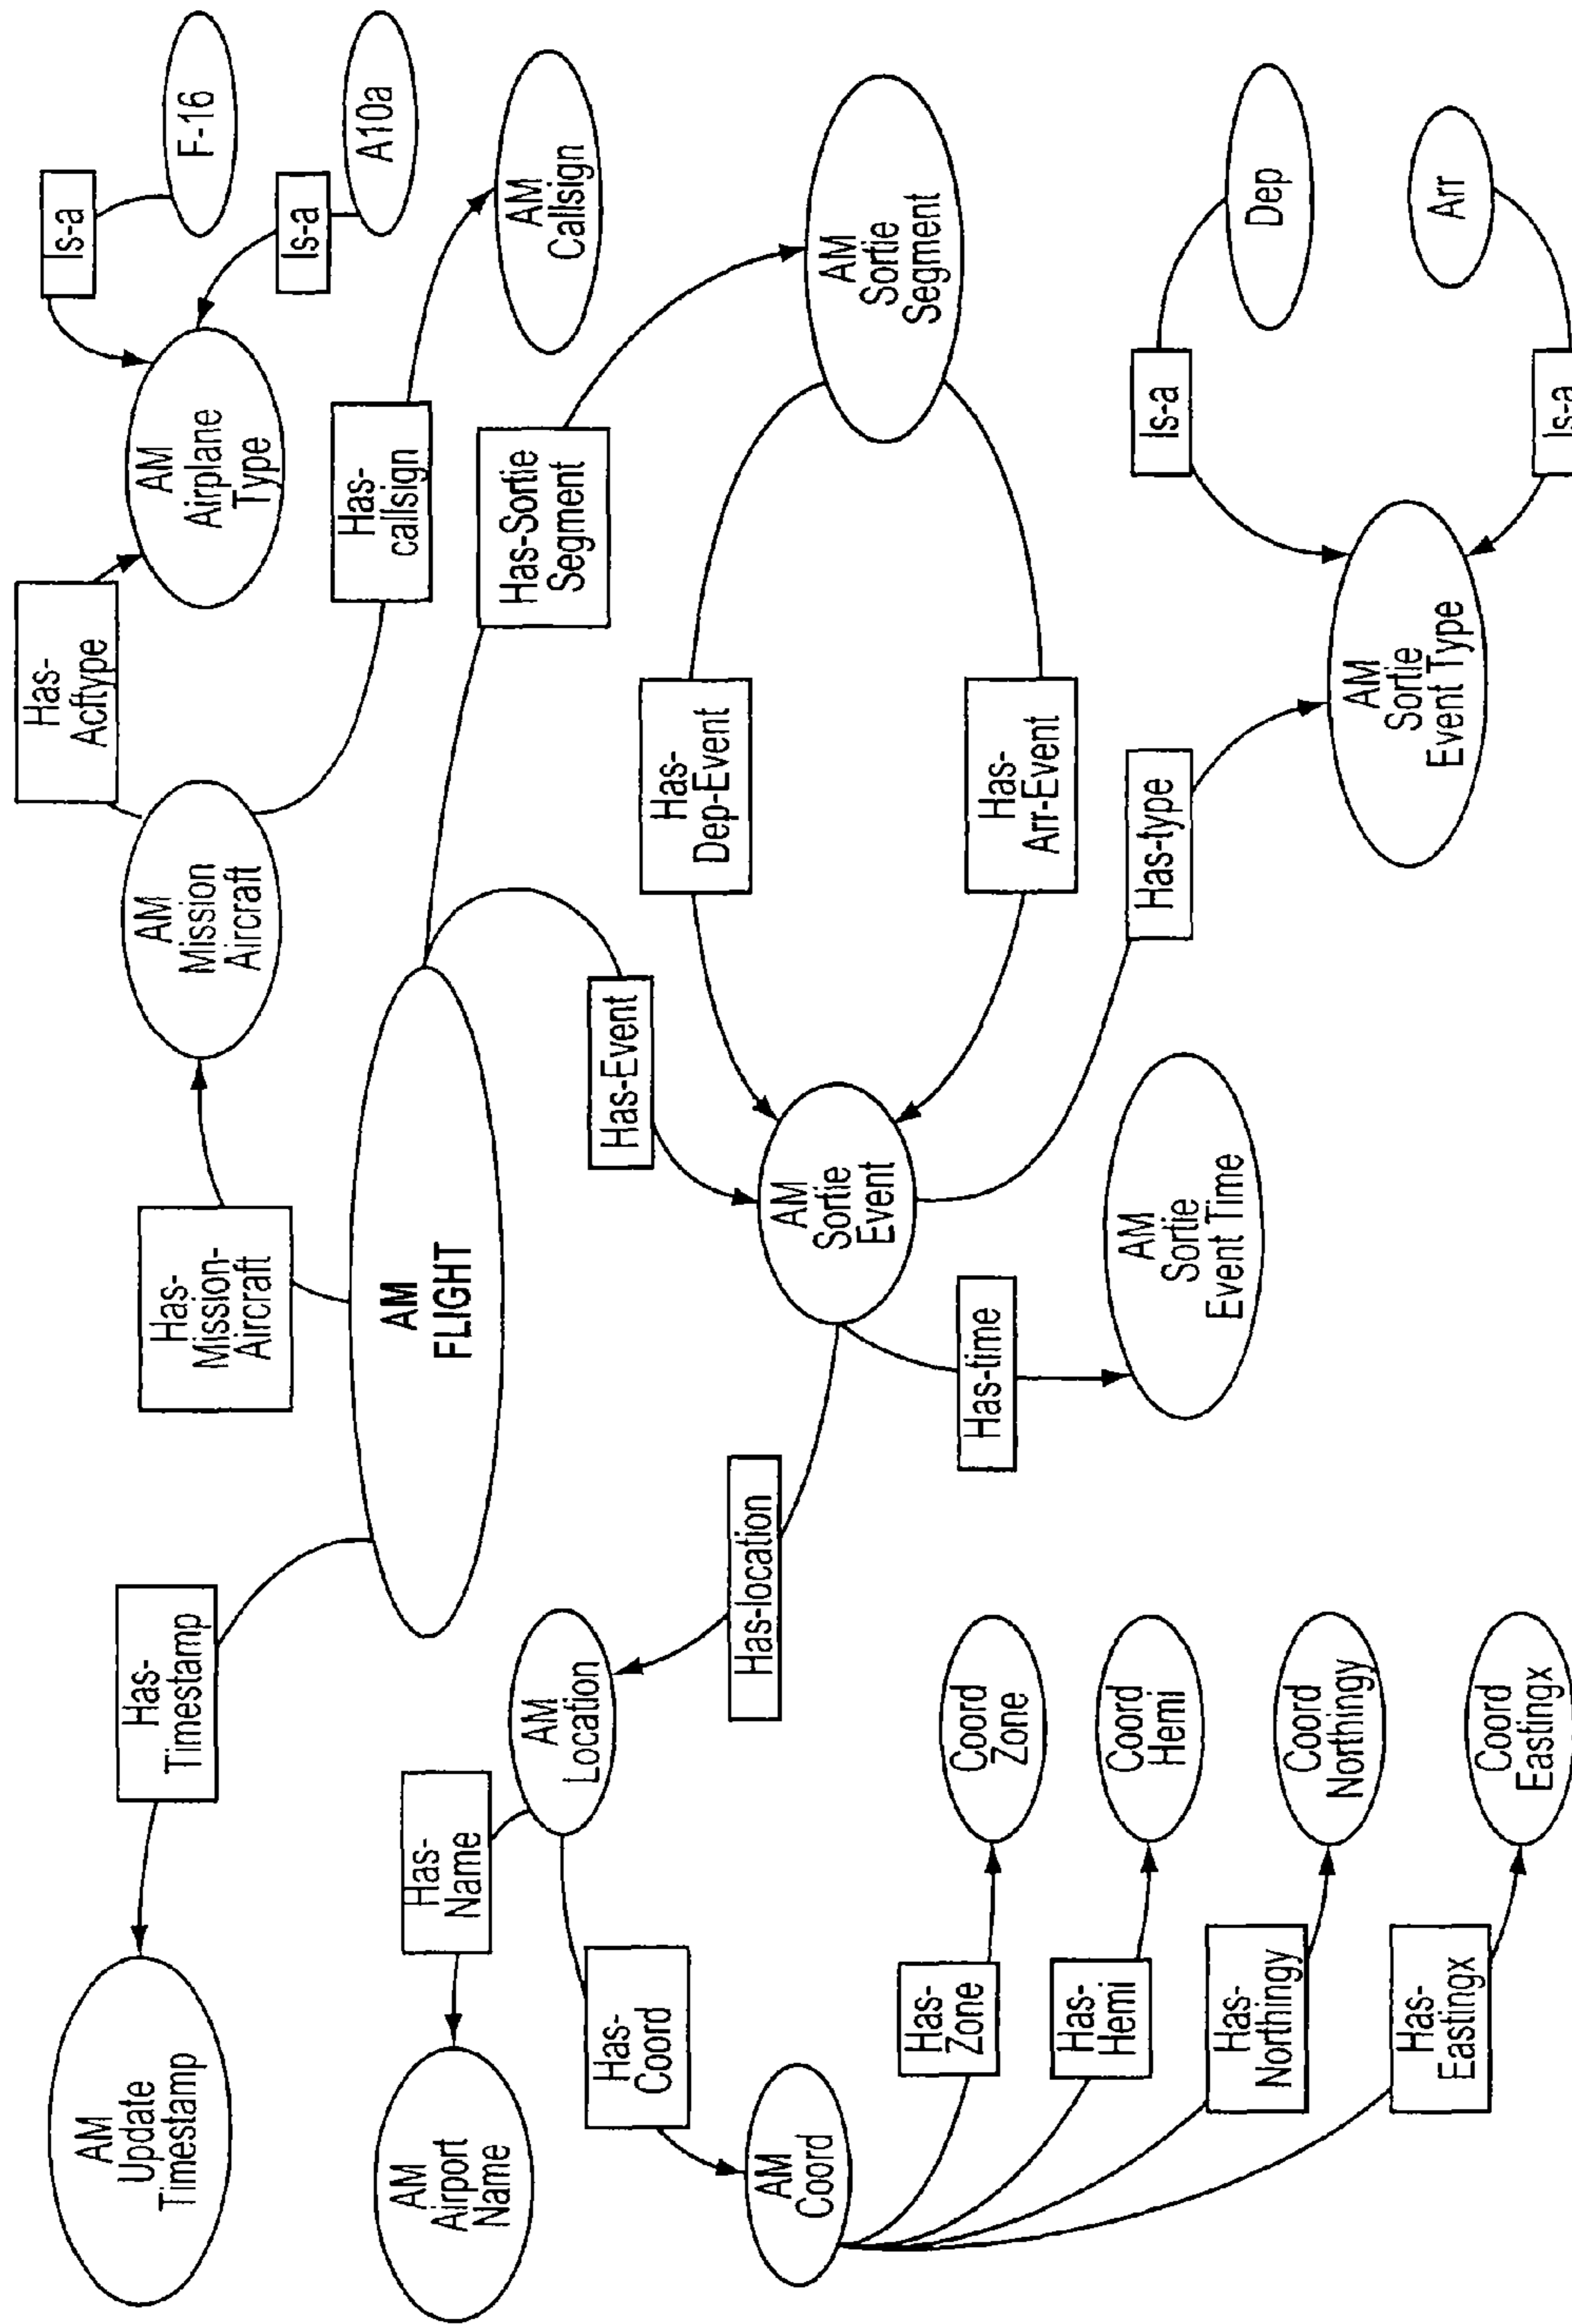 AM
Update
Timestamp
Has-
Timestamp
Has-
Mission-
Aircraft
AM
Mission
Aircraft
Has-
Acftype
AM
Airplane
Type
Is-a
F-16
Is-a
A10a
AM
FLIGHT
Has-
callsign
AM
Callsign
AM
Airport
Name
Has-
Name
AM
Location
Has-
Coord
Has-Sortie
Segment
Has-Event
AM
Coord
Has-location
AM
Sortie
Event
Has-
Dep-Event
AM
Sortie
Segment
Has-
Arr-Event
Has-
Zone
Coord
Zone
Has-time
AM
Sortie
Event Time
Has-type
Is-a
Dep
Has-
Hemi
Coord
Hemi
Has-
Northingy
Coord
Northingy
AM
Sortie
Event Type
Arr
Has-
Eastingx
Coord
Eastingx
Is-a